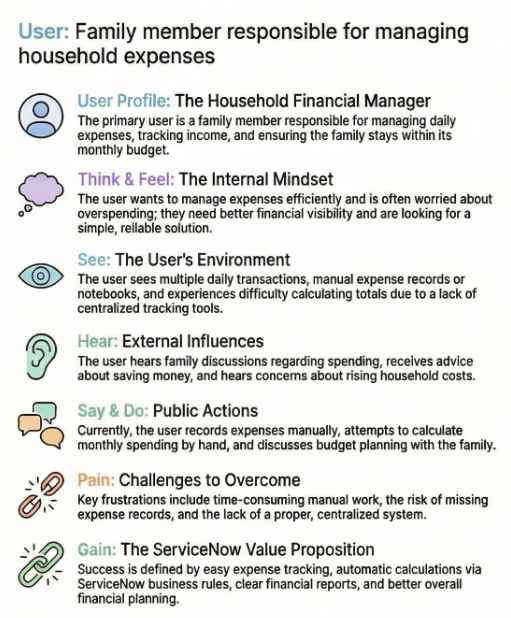 User: Family member responsible for managing
household expenses
User Profile: The Household Financial Manager
The primary user is a family member responsible for managing daily
expenses, tracking income, and ensuring the family stays within its
monthly budget.
Think & Feel: The Internal Mindset
The user wants to manage expenses efficiently and is often worried about
overspending; they need better financial visibility and are looking for a
simple, reliable solution.
See: The User's Environment
The user sees multiple daily transactions, manual expense records or
notebooks, and experiences difficulty calculating totals due to a lack of
centralized tracking tools.
Hear: External Influences
The user hears family discussions regarding spending, receives advice
about saving money, and hears concerns about rising household costs.
Say & Do: Public Actions
Currently, the user records expenses manually, attempts to calculate
monthly spending by hand, and discusses budget planning with the family.
Pain: Challenges to Overcome
Key frustrations include time-consuming manual work, the risk of missing
expense records, and the lack of a proper, centralized system.
Gain: The ServiceNow Value Proposition
Success is defined by easy expense tracking, automatic calculations via
ServiceNow business rules, clear financial reports, and better overall
financial planning.